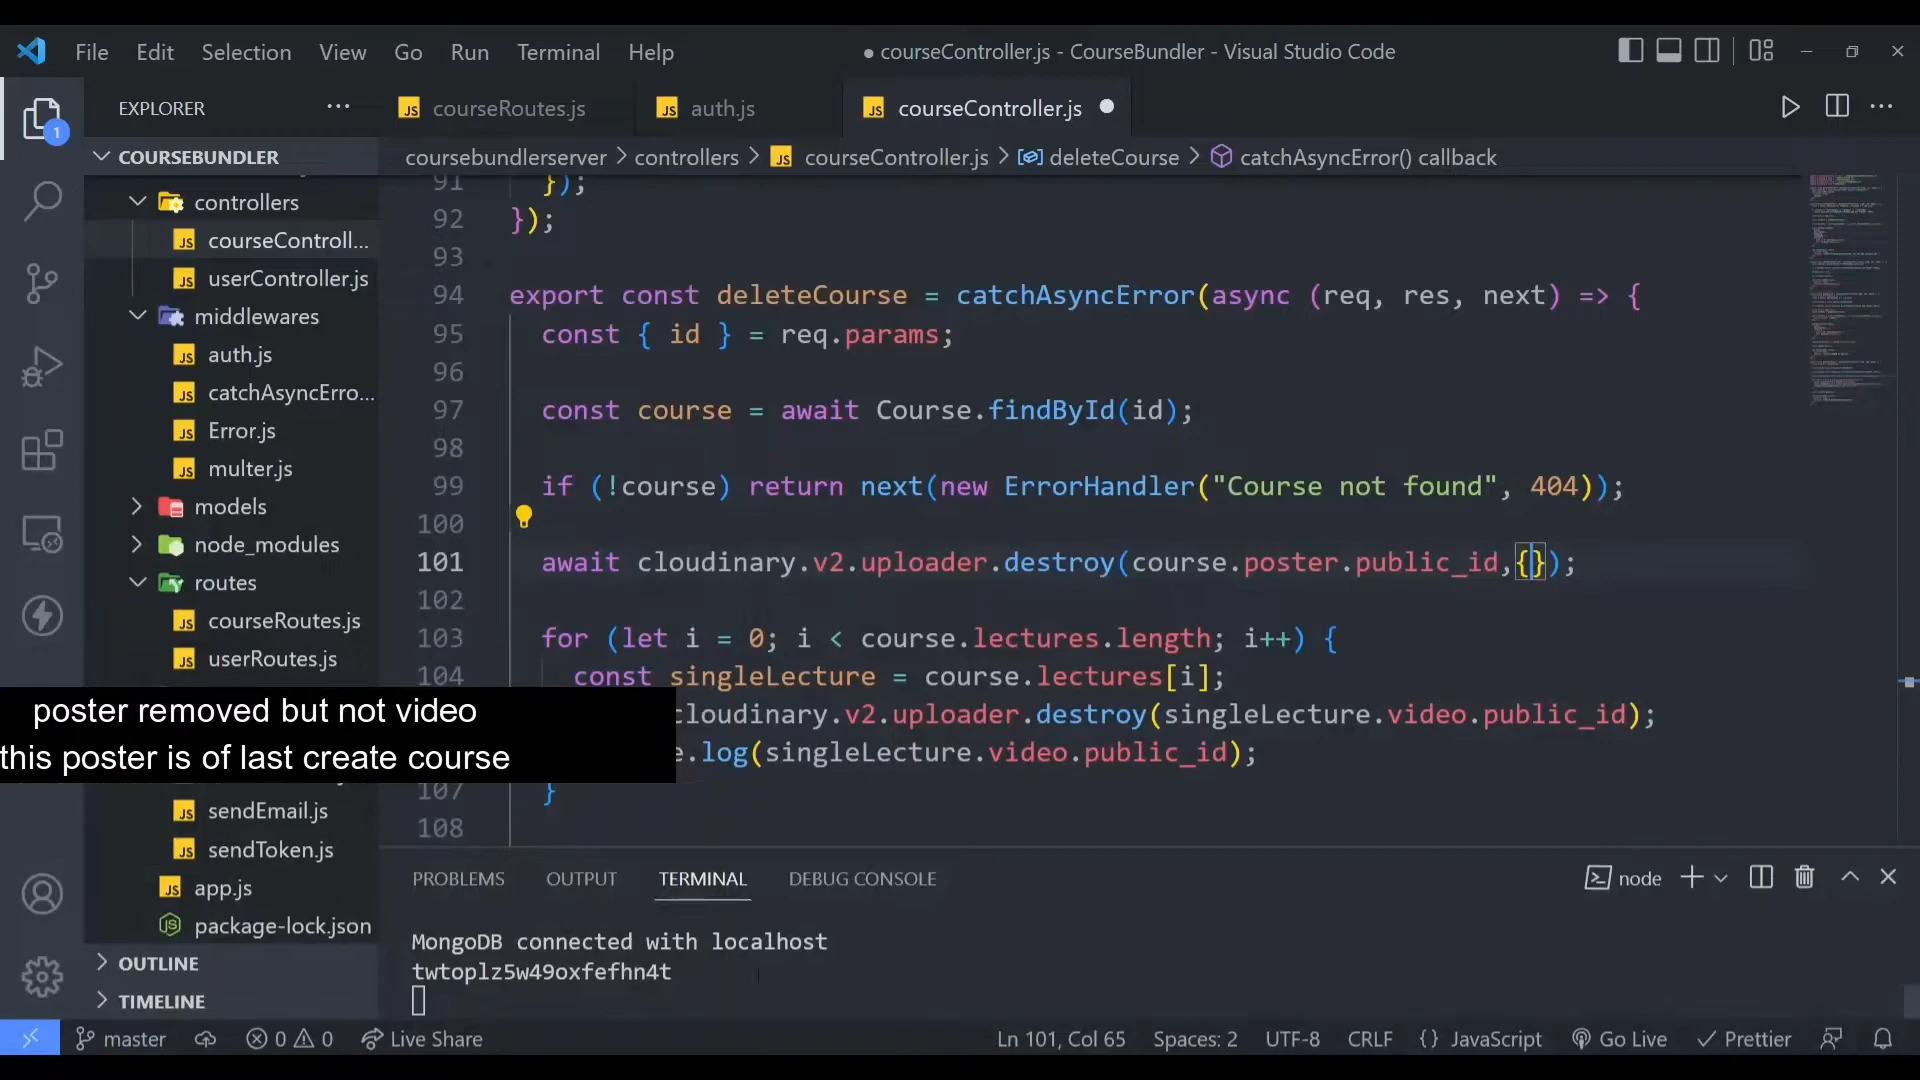 File Edit Selection View Go Run Terminal Help
● courseController.js - CourseBundler - Visual Studio Code
EXPLORER
courseRoutes.js
auth.js
courseController.js
COURSEBUNDLER
coursebundlerserver > controllers > courseController.js > deleteCourse > catchAsyncError() callback
controllers
courseControll...
userController.js
middlewares
auth.js
catchAsyncErro...
Error.js
multer.js
models
node_modules
routes
courseRoutes.js
userRoutes.js
sendEmail.js
sendToken.js
app.js
package-lock.json
OUTLINE
TIMELINE
1
91 });
92 });
93
94 export const deleteCourse = catchAsyncError(async (req, res, next) => {
95 const { id } = req.params;
96
97 const course = await Course.findById(id);
98
99 if (!course) return next(new ErrorHandler("Course not found", 404));
100
101 await cloudinary.v2.uploader.destroy(course.poster.public_id,{});
102
103 for (let i = 0; i < course.lectures.length; i++) {
104 const singleLecture = course.lectures[i];
cloudinary.v2.uploader.destroy(singleLecture.video.public_id);
e.log(singleLecture.video.public_id);
107 }
108
poster removed but not video
this poster is of last create course
PROBLEMS OUTPUT TERMINAL DEBUG CONSOLE
node
MongoDB connected with localhost
twtoplz5w49oxfefhn4t
master
0 0
Live Share
Ln 101, Col 65
Spaces: 2
UTF-8
CRLF
{} JavaScript
Go Live
Prettier